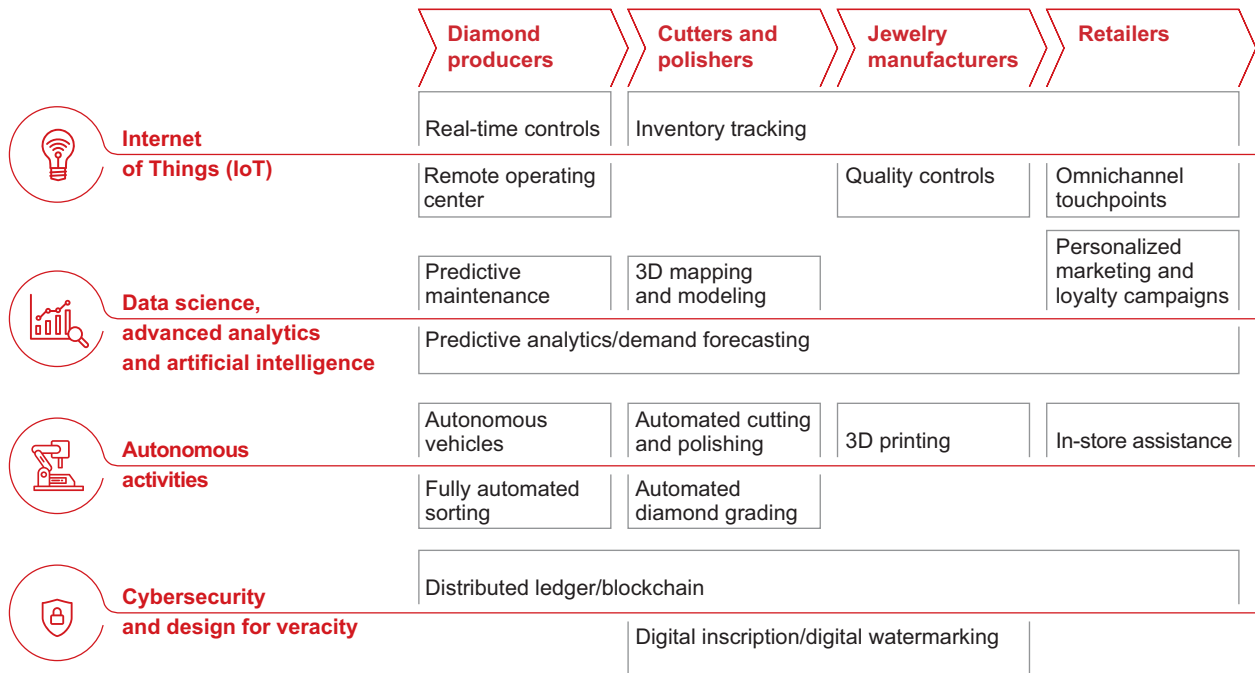 Diamond
producers
Cutters and
polishers
Jewelry
manufacturers
Retailers
Internet
of Things (IoT)
Real-time controls
Inventory tracking
Remote operating
center
Quality controls
Omnichannel
touchpoints
Data science,
advanced analytics
and artificial intelligence
Predictive
maintenance
3D mapping
and modeling
Personalized
marketing and
loyalty campaigns
Predictive analytics/demand forecasting
Autonomous
activities
Autonomous
vehicles
Automated cutting
and polishing
3D printing
In-store assistance
Fully automated
sorting
Automated
diamond grading
Cybersecurity
and design for veracity
Distributed ledger/blockchain
Digital inscription/digital watermarking